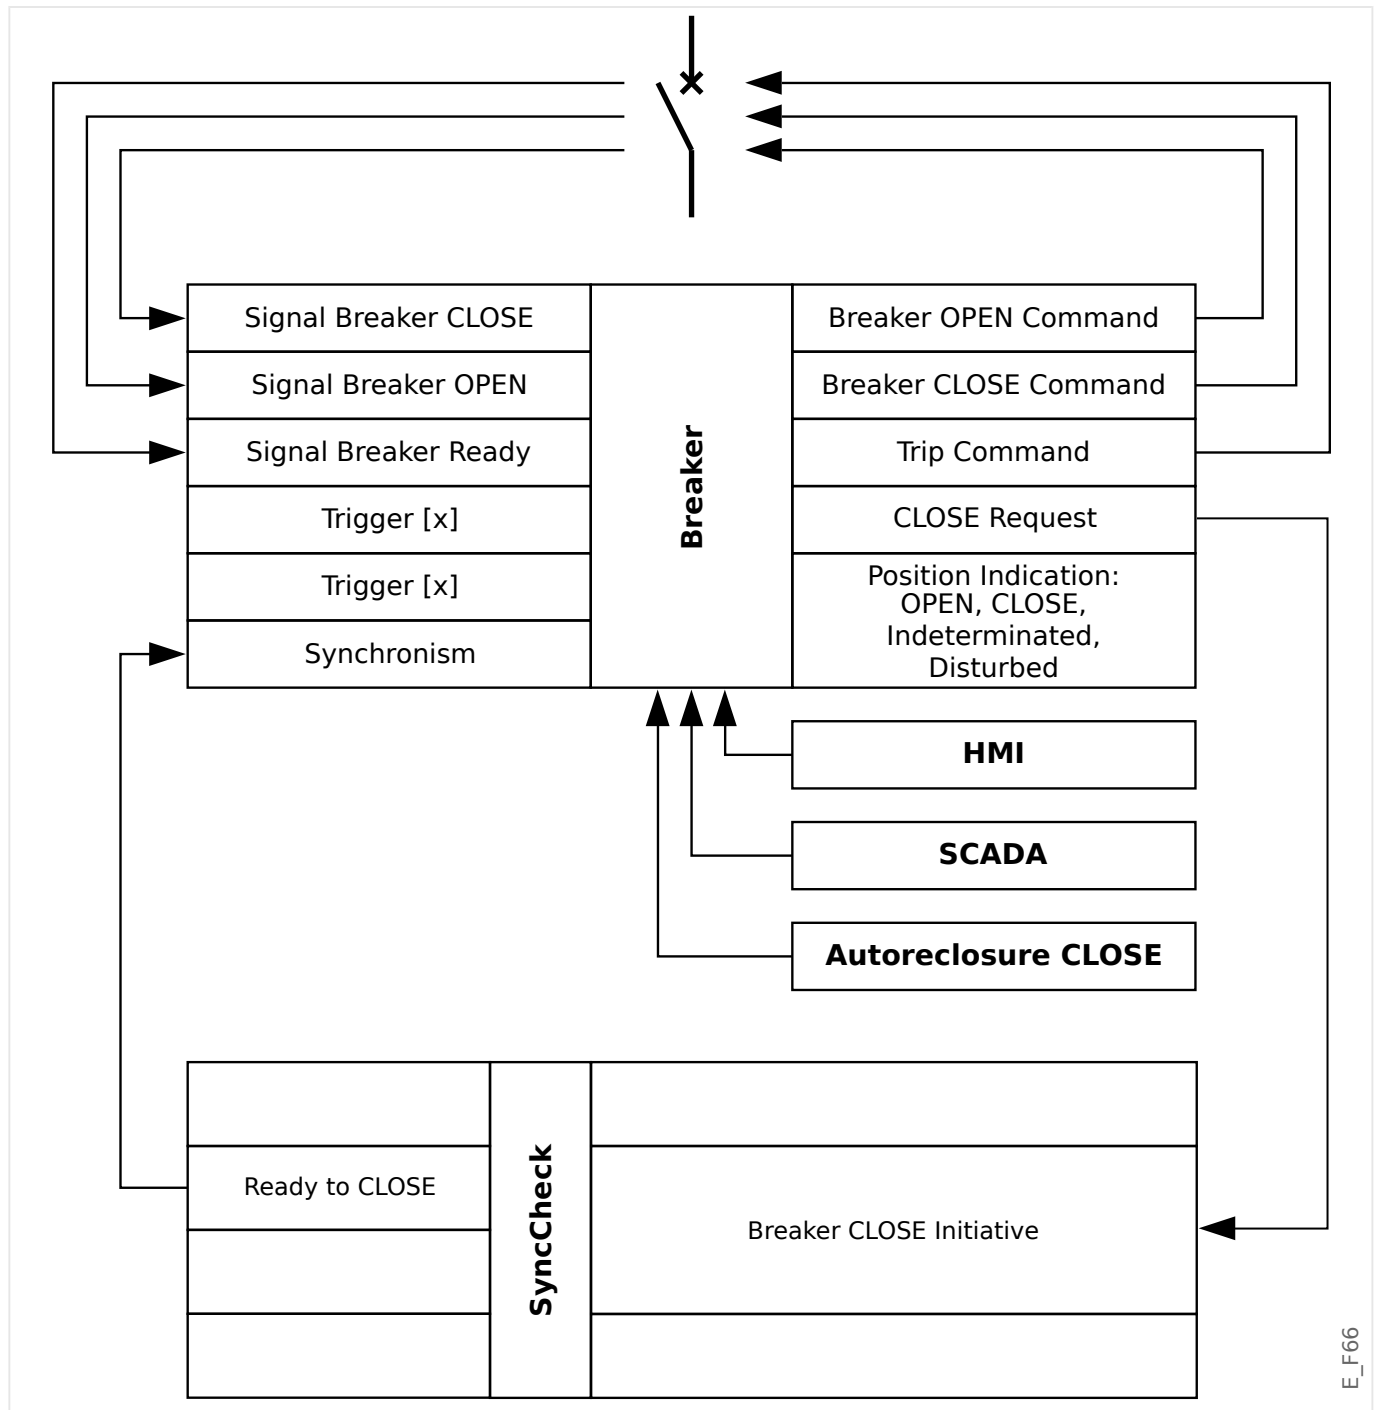 Signal Breaker CLOSE
Signal Breaker OPEN
Signal Breaker Ready
Trigger [x]
Trigger [x]
Synchronism
Breaker
Breaker OPEN Command
Breaker CLOSE Command
Trip Command
CLOSE Request
Position Indication:
OPEN, CLOSE,
Indeterminated,
Disturbed
HMI
SCADA
Autoreclosure CLOSE
Ready to CLOSE
SyncCheck
Breaker CLOSE Initiative
E_F66